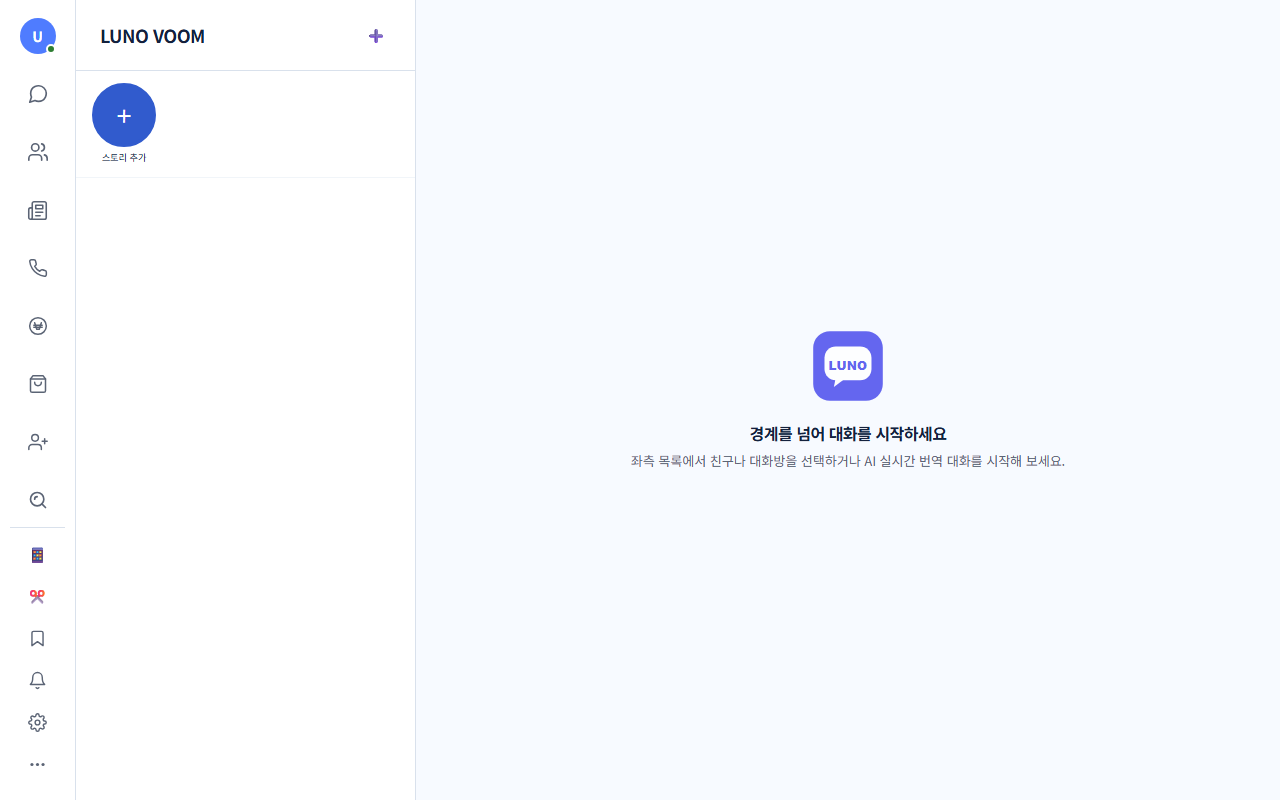 U
LUNO VOOM
스토리 추가
LUNO
경계를 넘어 대화를 시작하세요
좌측 목록에서 친구나 대화방을 선택하거나 AI 실시간 번역 대화를 시작해 보세요.